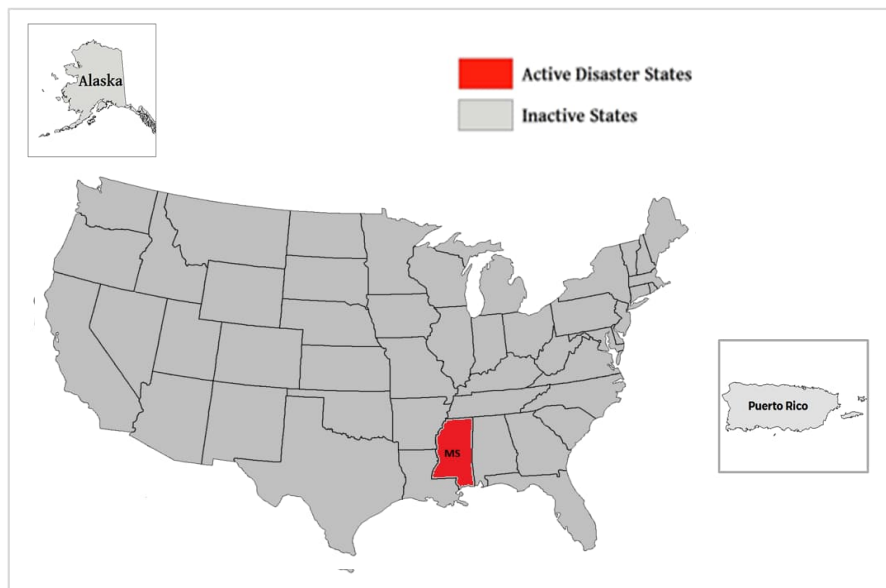 Alaska
Active Disaster States
Inactive States
Puerto Rico
MS